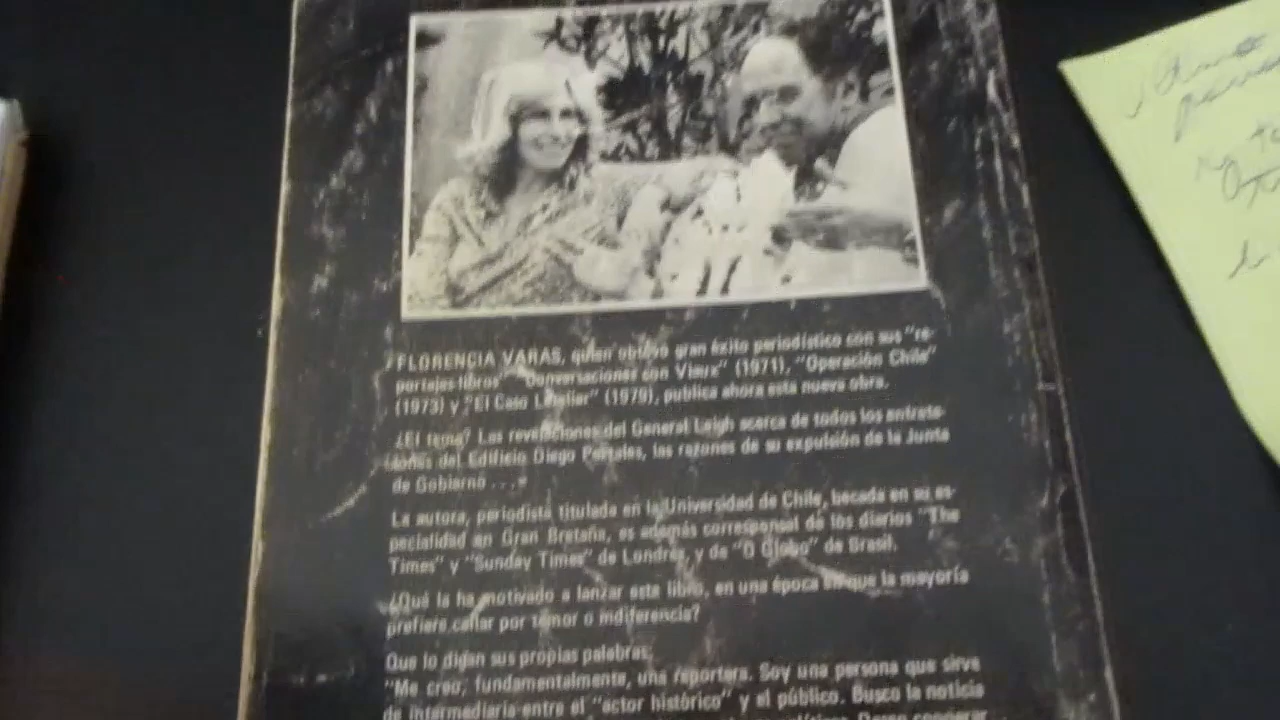 FLORENCIA VARAS, quien obtuvo gran éxito periodístico con sus "re-
portajes libros" "Conversaciones con Viaux" (1971), "Operación Chile"
(1973) y "El Caso Letelier" (1979), publica ahora esta nueva obra.
¿El tema? Las revelaciones del General Leigh acerca de todos los entrete-
lones del Edificio Diego Portales, las razones de su expulsión de la Junta
de Gobierno . . .
La autora, periodista titulada en la Universidad de Chile, becada en su es-
pecialidad en Gran Bretaña, es además corresponsal de los diarios "The
Times" y "Sunday Times" de Londres, y de "O Globo" de Brasil.
¿Qué la ha motivado a lanzar este libro, en una época en que la mayoría
prefiere callar por temor o indiferencia?
Que lo digan sus propias palabras:
"Me creo, fundamentalmente, una reportera. Soy una persona que sirve
de intermediaria entre el "actor histórico" y el público. Busco la noticia